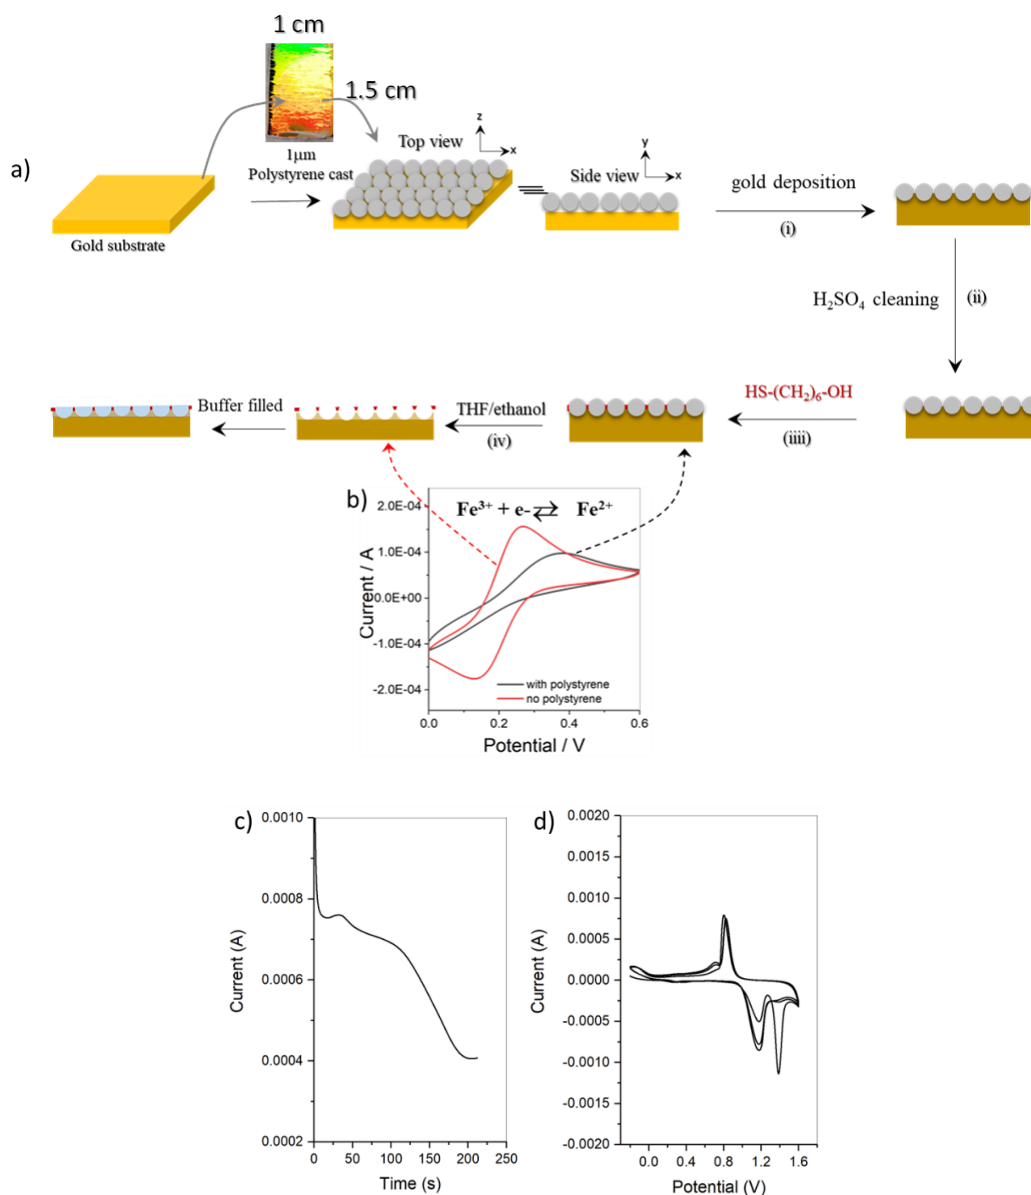 1 cm
1.5 cm
a)
1μm
Polystyrene cast
Top view
z
x
Side view
y
x
Gold substrate
gold deposition
(i)
H2SO4 cleaning
(ii)
HS-(CH2)6-OH
(iiii)
THF/ethanol
(iv)
Buffer filled
b)
Fe3+ + e- ⇄ Fe2+
Current / A
2.0E-04
1.0E-04
0.0E+00
-1.0E-04
-2.0E-04
with polystyrene
no polystyrene
0.0 0.2 0.4 0.6
Potential / V
c)
Current (A)
0.0010
0.0008
0.0006
0.0004
0.0002
0 50 100 150 200 250
Time (s)
d)
Current (A)
0.0020
0.0015
0.0010
0.0005
0.0000
-0.0005
-0.0010
-0.0015
-0.0020
0.0 0.4 0.8 1.2 1.6
Potential (V)